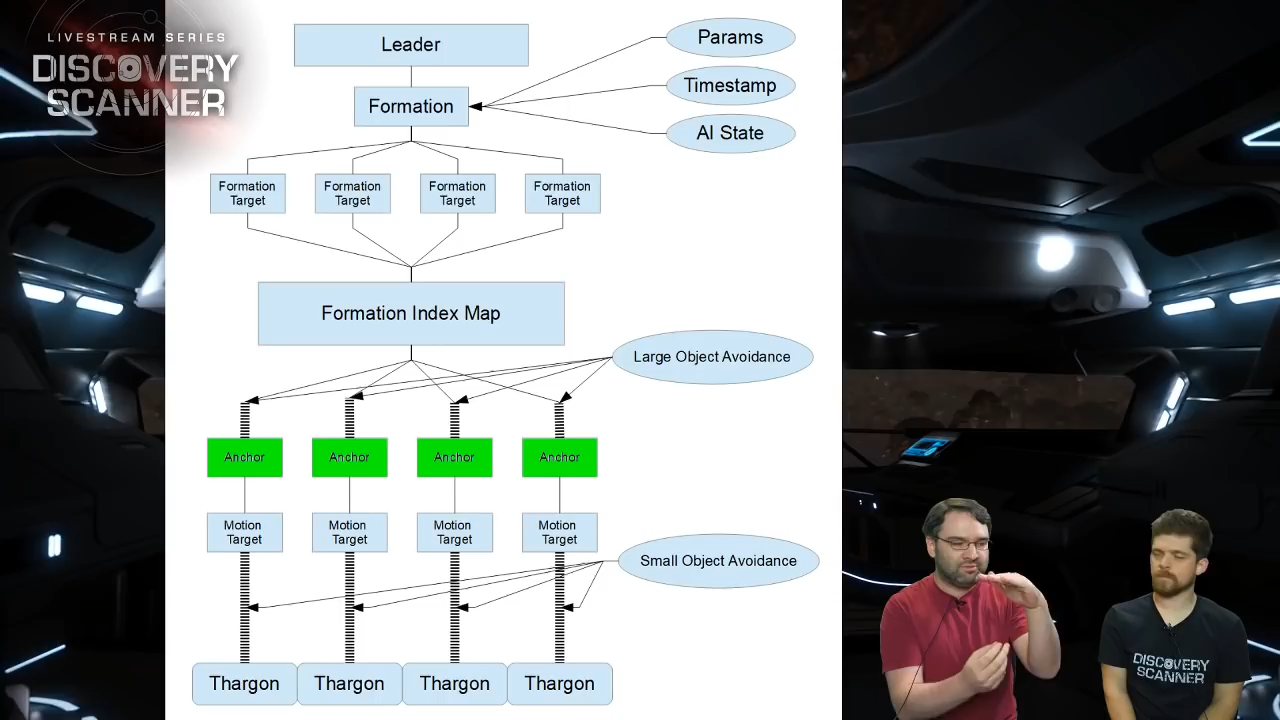 LIVESTREAM SERIES
DISCOVERY
SCANNER
Leader
Params
Timestamp
AI State
Formation
Formation
Target
Formation
Target
Formation
Target
Formation
Target
Formation Index Map
Large Object Avoidance
Anchor
Anchor
Anchor
Anchor
Motion
Target
Motion
Target
Motion
Target
Motion
Target
Small Object Avoidance
Thargon
Thargon
Thargon
Thargon
DISCOVERY
SCANNER